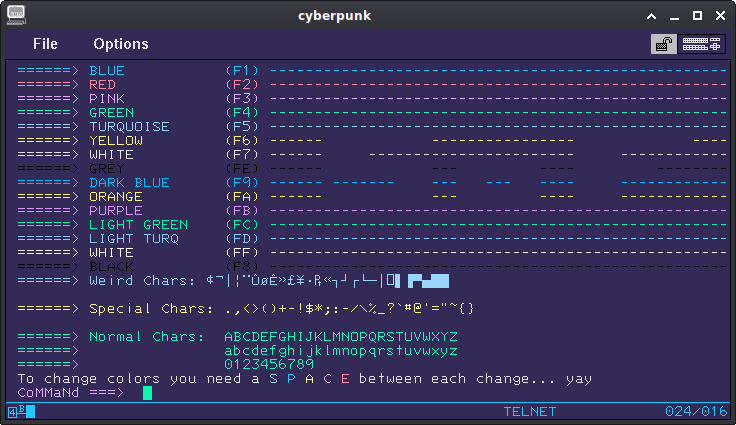 cyberpunk
File Options
======> BLUE (F1) ---------------------------------------------------
======> RED (F2) ---------------------------------------------------
======> PINK (F3) ---------------------------------------------------
======> GREEN (F4) ---------------------------------------------------
======> TURQUOISE (F5) ---------------------------------------------------
======> YELLOW (F6) ------ ---------------- ----
======> WHITE (F7) ------ ------------ ------------
======> GREY (FE) --- ---- ---
======> DARK BLUE (F9) ------ ------- --- --- ---- ------------
======> ORANGE (FA) ------ ---------------- ----
======> PURPLE (FB) ---------------------------------------------------
======> LIGHT GREEN (FC) ---------------------------------------------------
======> LIGHT TURQ (FD) ---------------------------------------------------
======> WHITE (FF) ---------------------------------------------------
======> BLACK (F8) ---------------------------------------------------
======> Weird Chars: ¢¬|¦¨ÛøÊ»£¥·₧«┐┘┌└─│
======> Special Chars: .,<>()+-!$*;:-/\%_?`#@'="~{}
======> Normal Chars: ABCDEFGHIJKLMNOPQRSTUVWXYZ
======> abcdefghijklmnopqrstuvwxyz
======> 0123456789
To change colors you need a S P A C E between each change... yay
CoMMaNd ===>
4B TELNET 024/016